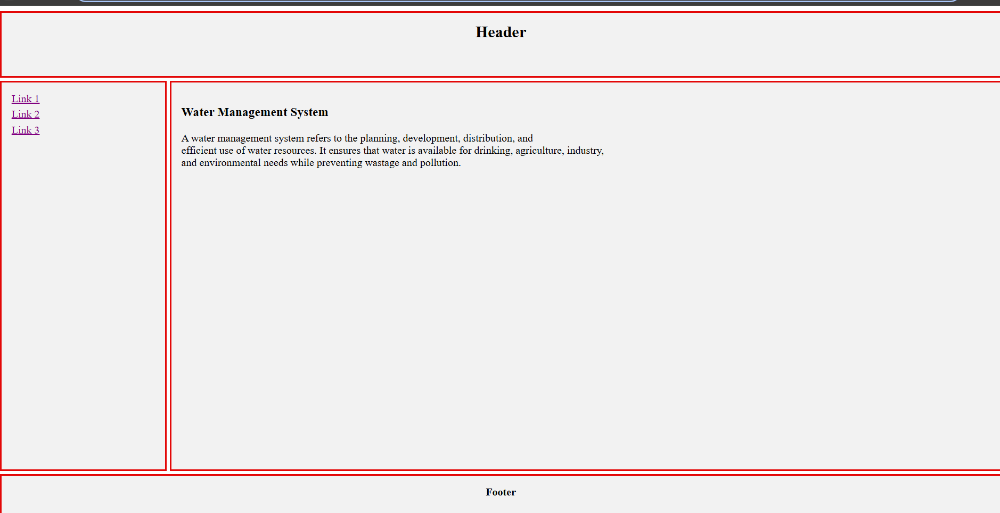 Header
Link 1
Link 2
Link 3
Water Management System
A water management system refers to the planning, development, distribution, and
efficient use of water resources. It ensures that water is available for drinking, agriculture, industry,
and environmental needs while preventing wastage and pollution.
Footer